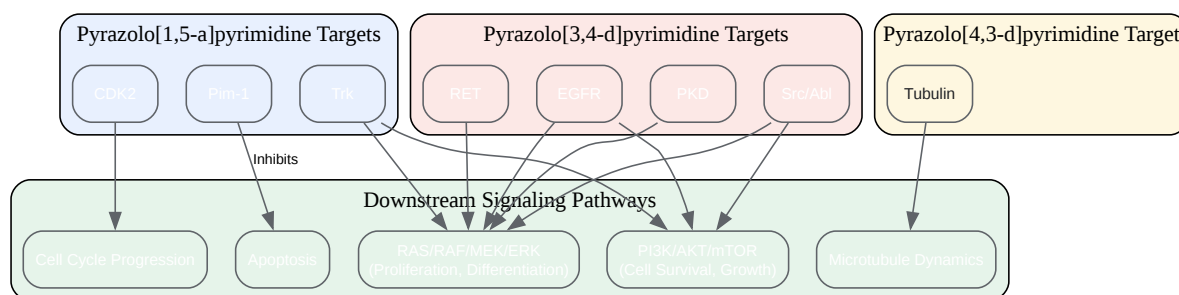 Pyrazolo[1,5-a]pyrimidine Targets
CDK2
Pim-1
Trk
Pyrazolo[3,4-d]pyrimidine Targets
RET
EGFR
PKD
Src/Abl
Pyrazolo[4,3-d]pyrimidine Target
Tubulin
Inhibits
Downstream Signaling Pathways
Cell Cycle Progression
Apoptosis
RAS/RAF/MEK/ERK
(Proliferation, Differentiation)
PI3K/AKT/mTOR
(Cell Survival, Growth)
Microtubule Dynamics